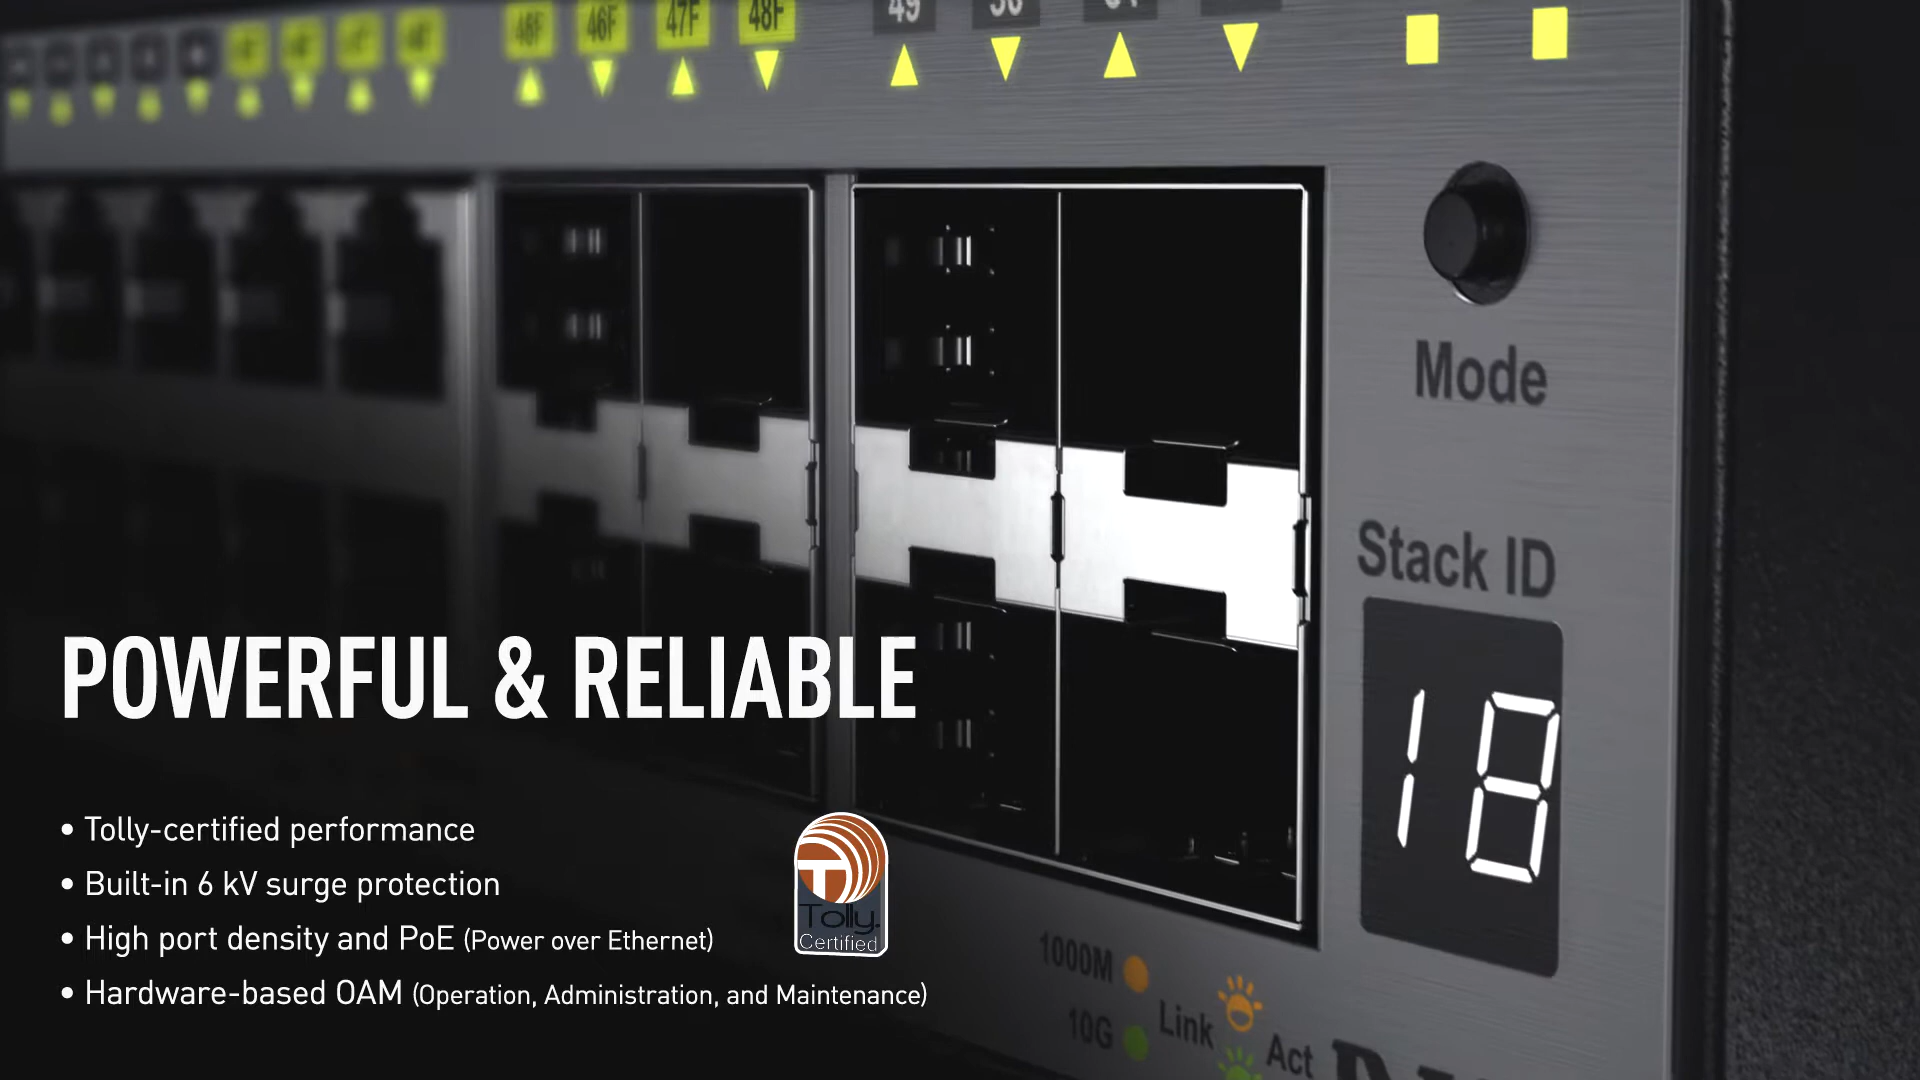 48F 46F 47F 48F 49
Mode
Stack ID
18
POWERFUL & RELIABLE
• Tolly-certified performance
• Built-in 6 kV surge protection
• High port density and PoE (Power over Ethernet)
• Hardware-based OAM (Operation, Administration, and Maintenance)
Tolly.
Certified
1000M
10G
Link
Act